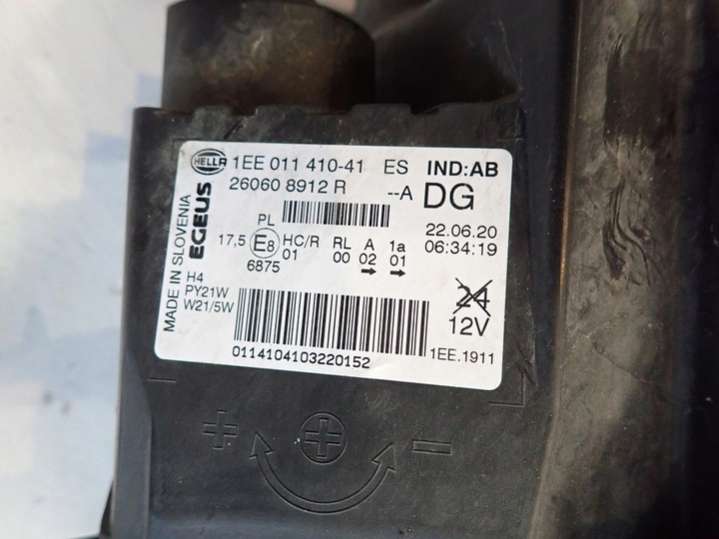 HELLA 1EE 011 410-41 ES IND:AB
26060 8912 R --A DG
MADE IN SLOVENIA
EGEUS
PL
22.06.20
06:34:19
17,5 E8 HC/R RL A 1a
01 00 02 01
6875
→ →
H4
PY21W
W21/5W
24
12V
0114104103220152
1EE.1911
+ + −